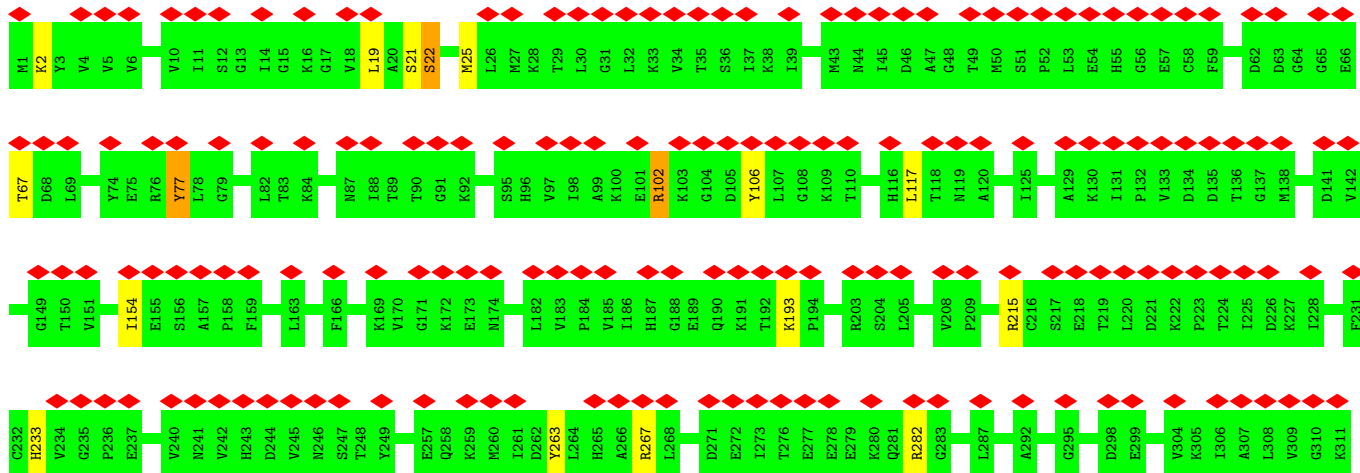 M1 K2 Y3 V4 V5 V6 V10 I11 S12 G13 I14 G15 K16 G17 V18 L19 A20 S21 S22 M25 L26 M27 K28 T29 L30 G31 L32 K33 V34 T35 S36 I37 K38 I39 M43 N44 I45 D46 A47 G48 T49 M50 S51 P52 L53 E54 H55 G56 E57 C58 F59 D62 D63 G64 G65 E66
T67 D68 L69 Y74 E75 R76 Y77 L78 G79 L82 T83 K84 N87 I88 T89 T90 G91 K92 S95 H96 V97 I98 A99 K100 E101 R102 K103 G104 D105 Y106 L107 G108 K109 T110 H116 L117 T118 N119 A120 I125 A129 K130 I131 P132 V133 D134 D135 T136 G137 M138 D141 V142
G149 T150 V151 I154 E155 S156 A157 P158 F159 L163 F166 K169 V170 G171 K172 E173 N174 L182 V183 P184 V185 I186 H187 G188 E189 Q190 K191 T192 K193 P194 R203 S204 L205 V208 P209 R215 C216 S217 E218 T219 L220 D221 K222 P223 T224 I225 D226 K227 I228 F231
C232 H233 V234 G235 P236 E237 V240 N241 V242 H243 D244 V245 N246 S247 T248 Y249 E257 Q258 K259 M260 I261 D262 Y263 L264 H265 A266 R267 L268 D271 E272 I273 T276 E277 E278 E279 K280 Q281 R282 G283 L287 A292 G295 D298 E299 V304 K305 I306 A307 L308 V309 G310 K311